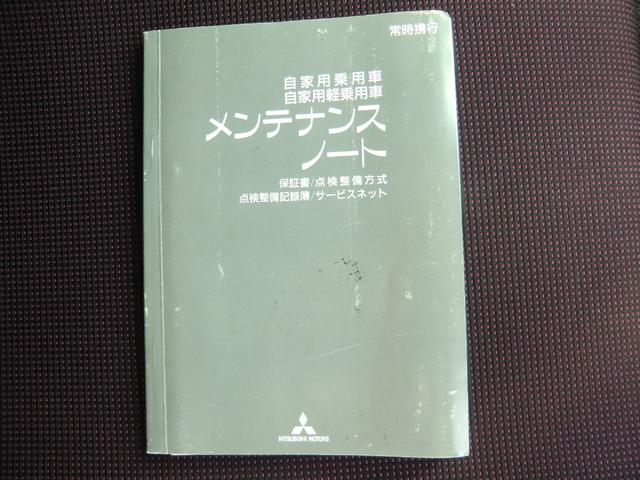 常時携行
自家用乗用車
自家用軽乗用車
メンテナンス
ノート
保証書/点検整備方式
点検整備記録簿/サービスネット
MITSUBISHI MOTORS